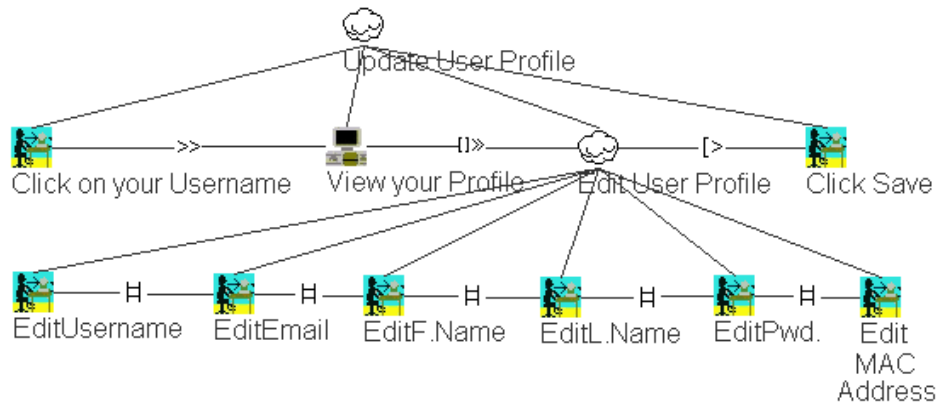 Update User Profile
>> []>> [>
Click on your Username View your Profile Edit User Profile Click Save
|=| |=| |=| |=| |=|
EditUsername EditEmail EditF.Name EditL.Name EditPwd. Edit
MAC
Address